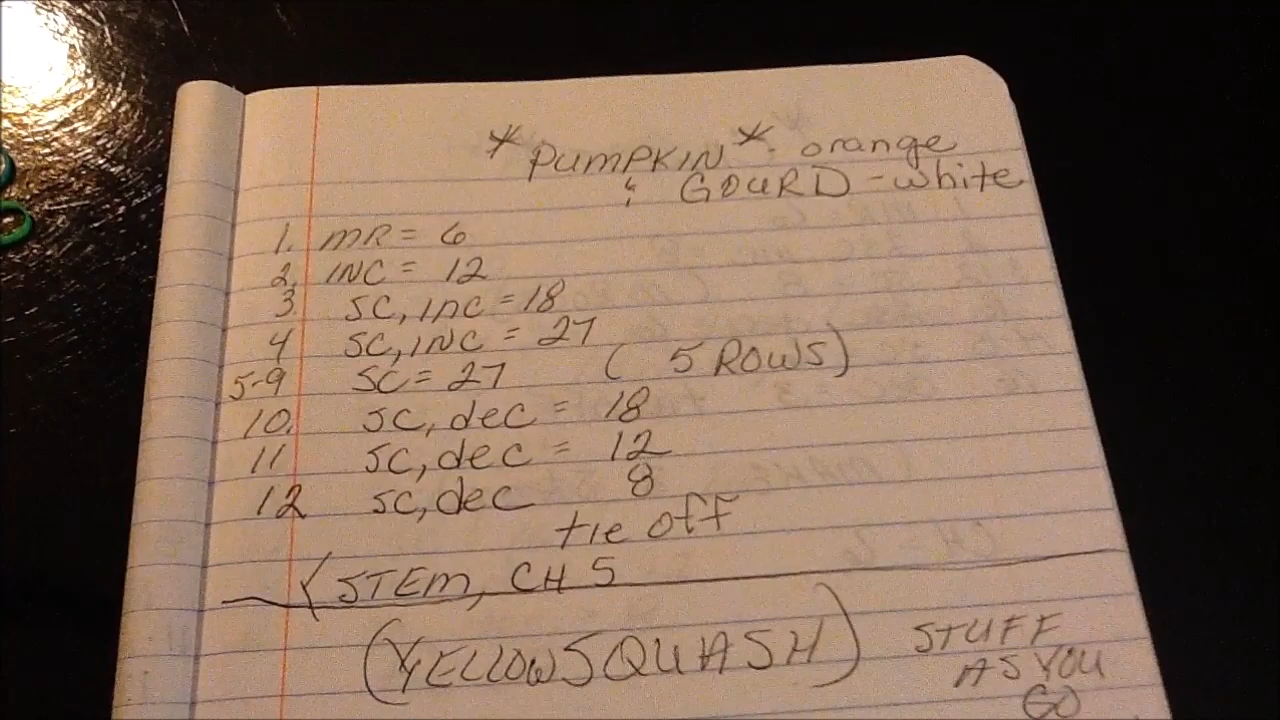 *PUMPKIN*. orange
& GOURD - white
1. MR = 6
2. INC = 12
3. SC, INC = 18
4 SC, INC = 27
5-9 SC = 27 (5 ROWS)
10. SC, dec = 18
11 SC, dec = 12
12 SC, dec 8
tie off
STEM, CH 5
(YELLOW SQUASH) STUFF
AS YOU
GO